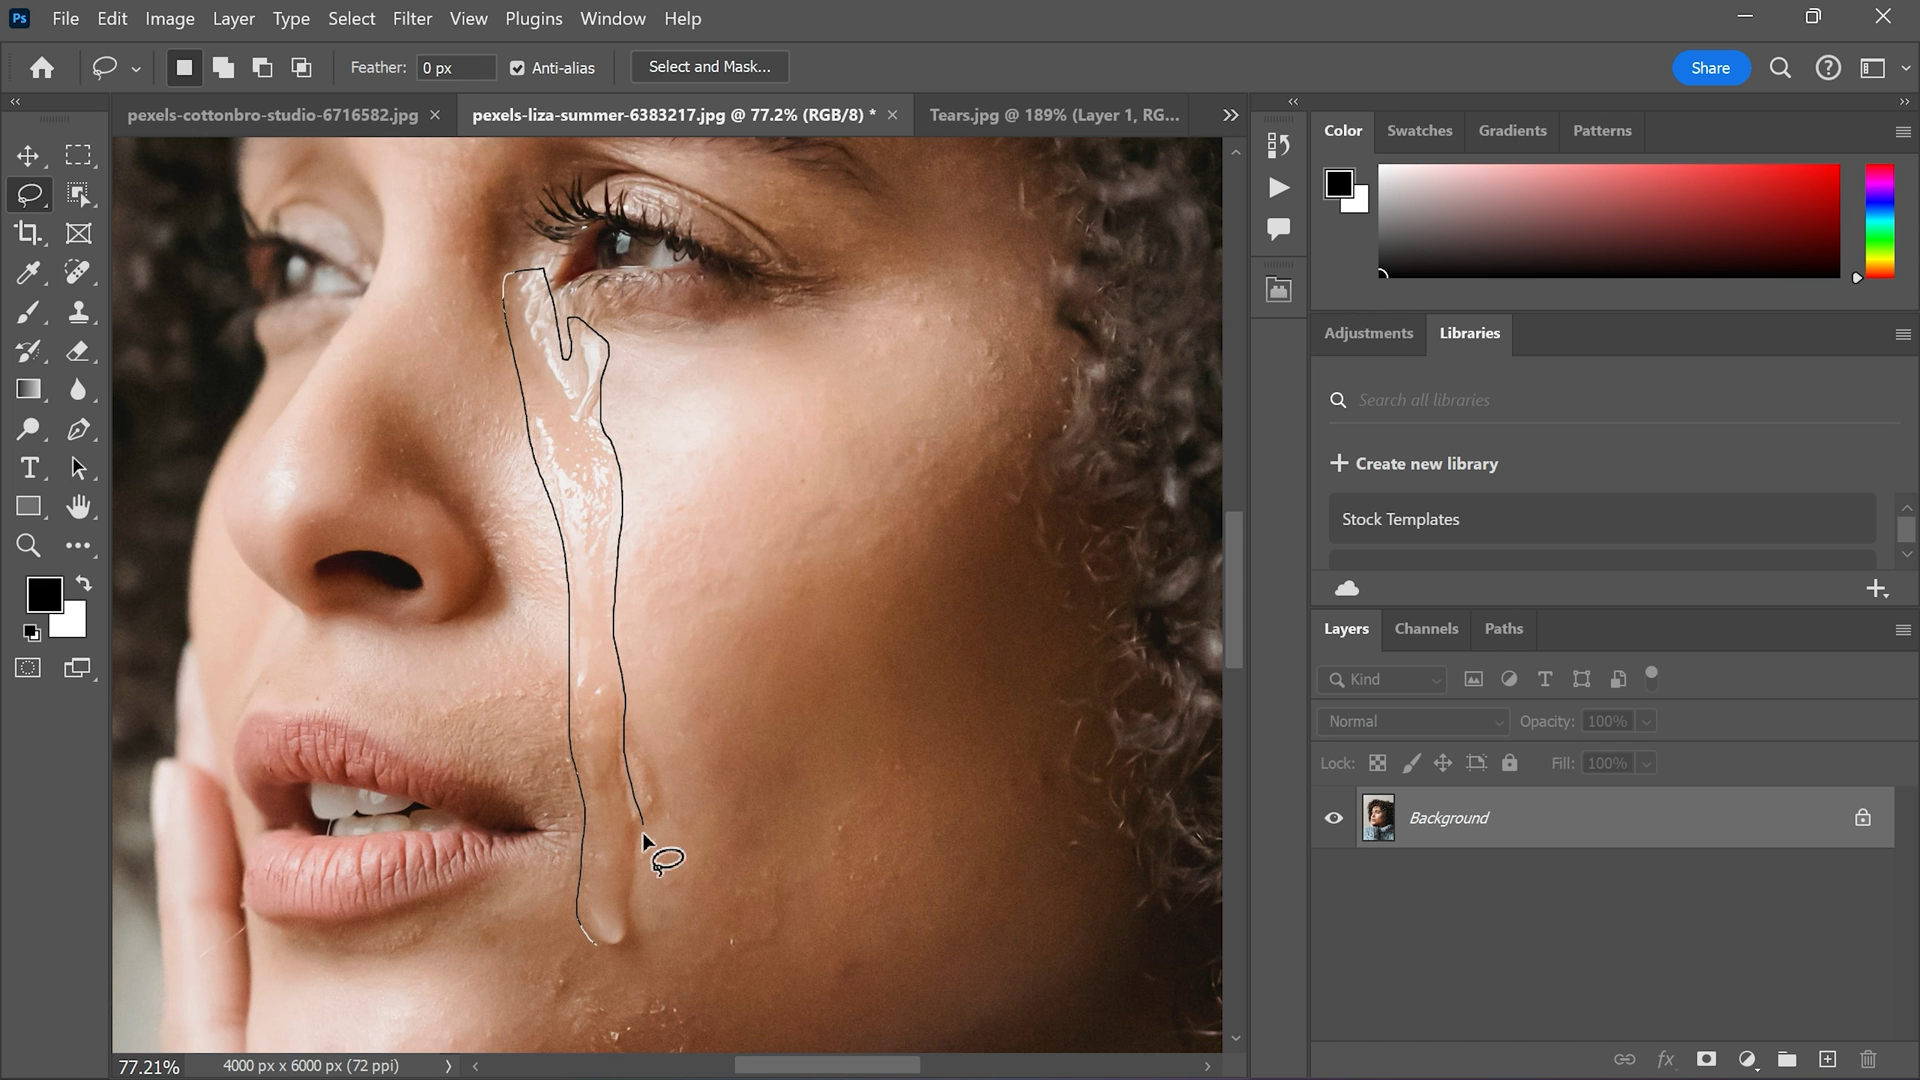 Ps File Edit Image Layer Type Select Filter View Plugins Window Help
Feather: 0 px Anti-alias Select and Mask... Share
pexels-cottonbro-studio-6716582.jpg × pexels-liza-summer-6383217.jpg @ 77.2% (RGB/8) * × Tears.jpg @ 189% (Layer 1, RG...
Color Swatches Gradients Patterns
Adjustments Libraries
Search all libraries
+ Create new library
Stock Templates
Layers Channels Paths
Kind
Normal Opacity: 100%
Lock: Fill: 100%
Background
fx
77.21% 4000 px x 6000 px (72 ppi)